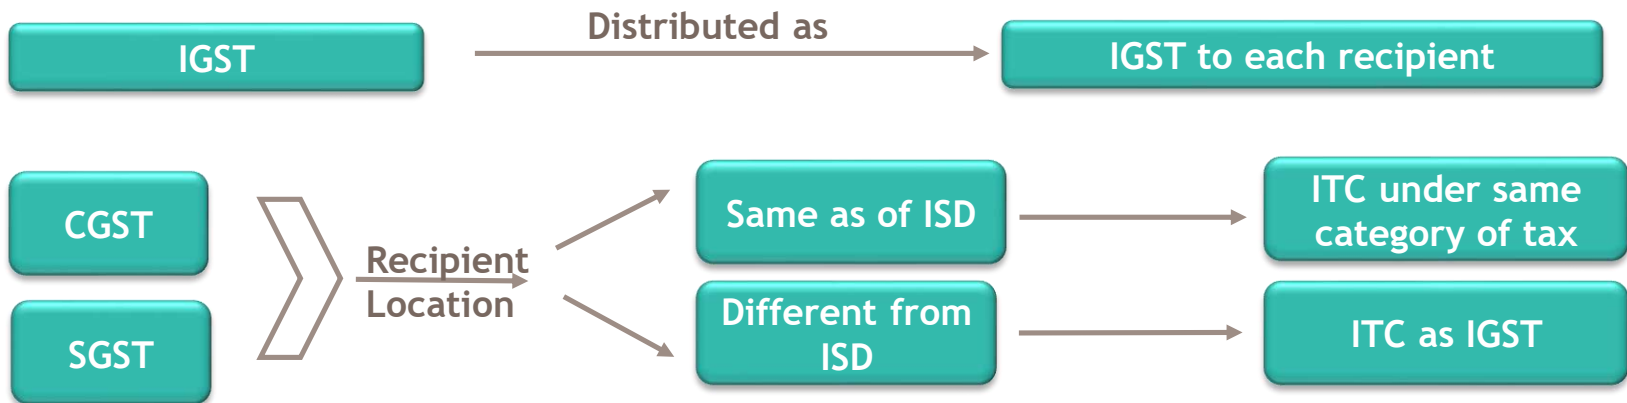 Distributed as
IGST
IGST to each recipient
CGST
SGST
Recipient
Location
Same as of ISD
Different from
ISD
ITC under same
category of tax
ITC as IGST